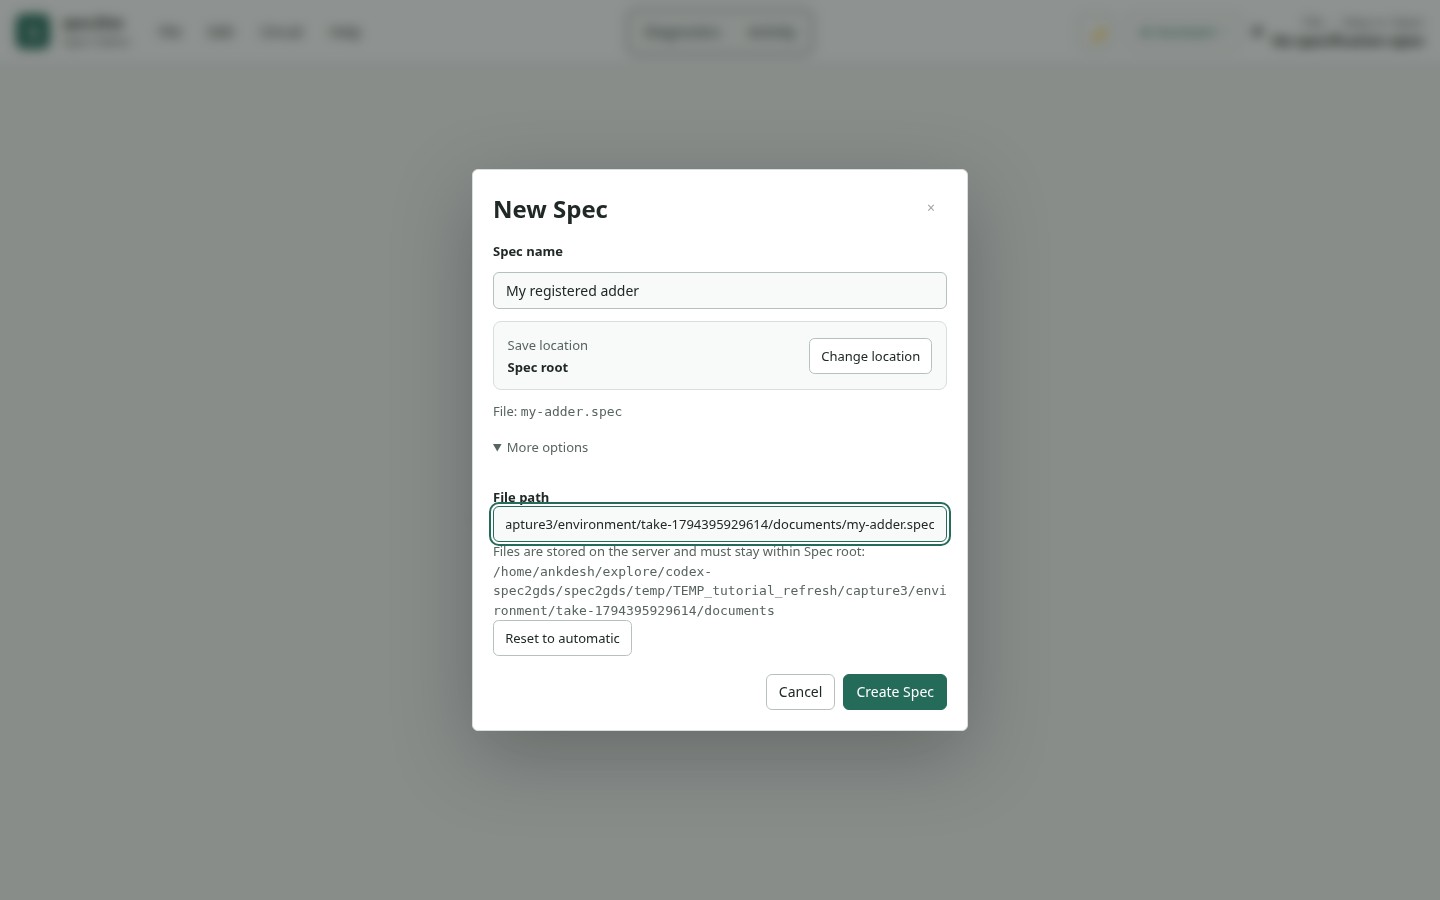 New Spec
×
Spec name
My registered adder
Save location
Spec root
Change location
File: my-adder.spec
▼ More options
File path
apture3/environment/take-1794395929614/documents/my-adder.spec
Files are stored on the server and must stay within Spec root:
/home/ankdesh/explore/codex-
spec2gds/spec2gds/temp/TEMP_tutorial_refresh/capture3/envi
ronment/take-1794395929614/documents
Reset to automatic
Cancel
Create Spec